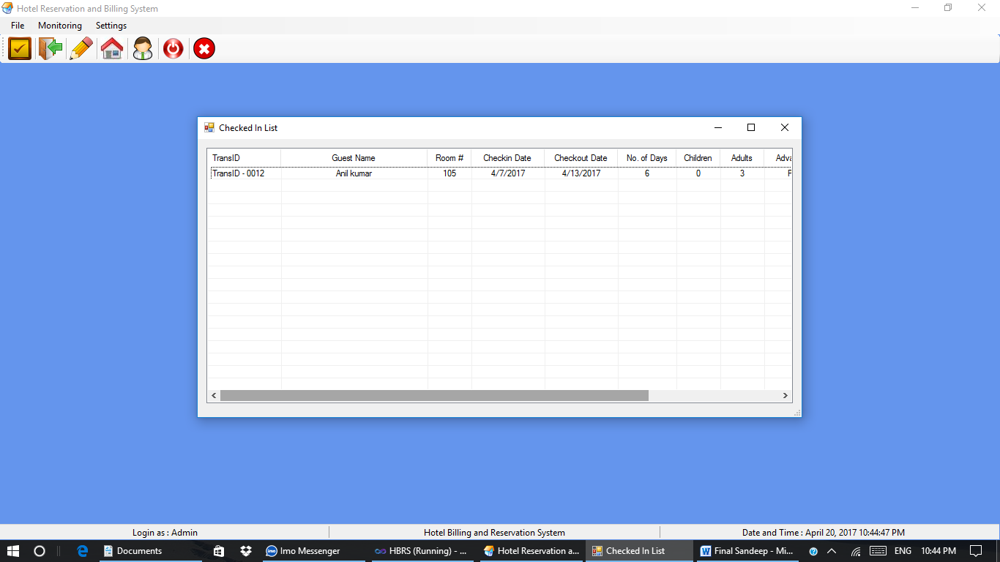 Hotel Reservation and Billing System
File Monitoring Settings
Checked In List
TransID Guest Name Room # Checkin Date Checkout Date No. of Days Children Adults Adva
TransID - 0012 Anil kumar 105 4/7/2017 4/13/2017 6 0 3
Login as : Admin Hotel Billing and Reservation System Date and Time : April 20, 2017 10:44:47 PM
Documents imo Imo Messenger HBRS (Running) - ... Hotel Reservation a... Checked In List Final Sandeep - Mi... ENG 10:44 PM